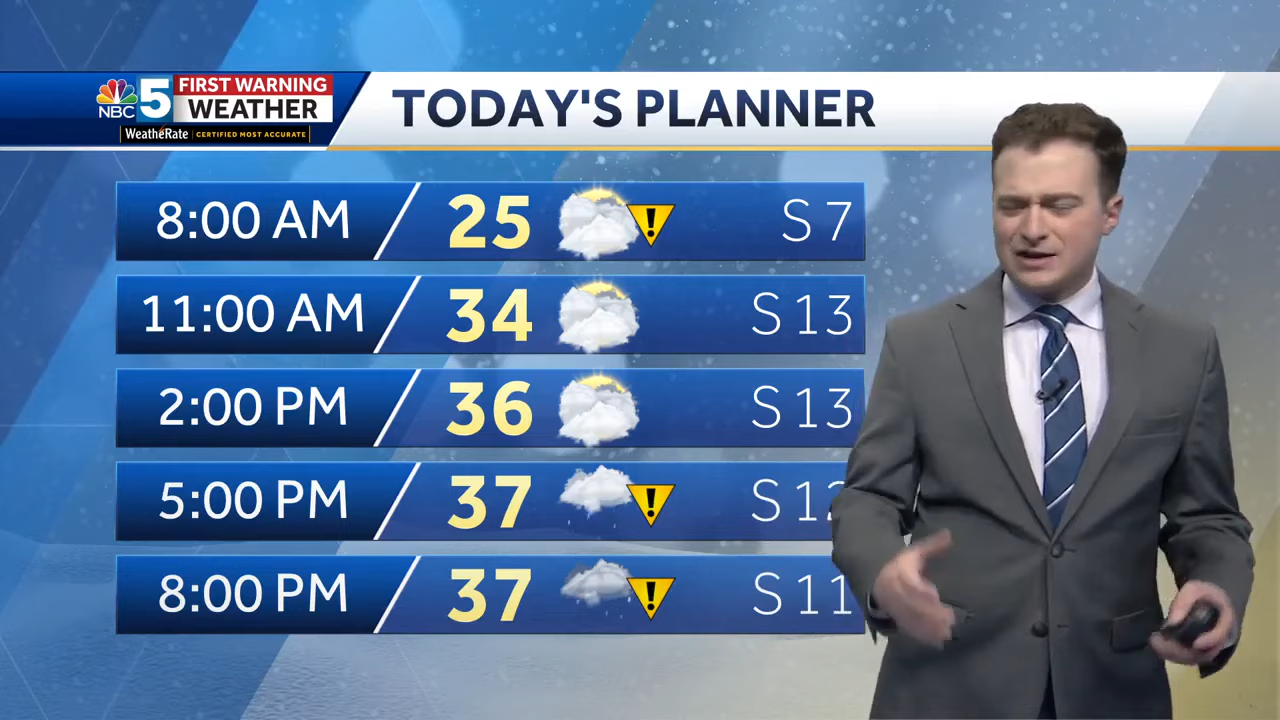 NBC 5 FIRST WARNING
WEATHER
WeatheRate CERTIFIED MOST ACCURATE
TODAY'S PLANNER
8:00 AM 25 ! S 7
11:00 AM 34 S 13
2:00 PM 36 S 13
5:00 PM 37 ! S 12
8:00 PM 37 ! S 11